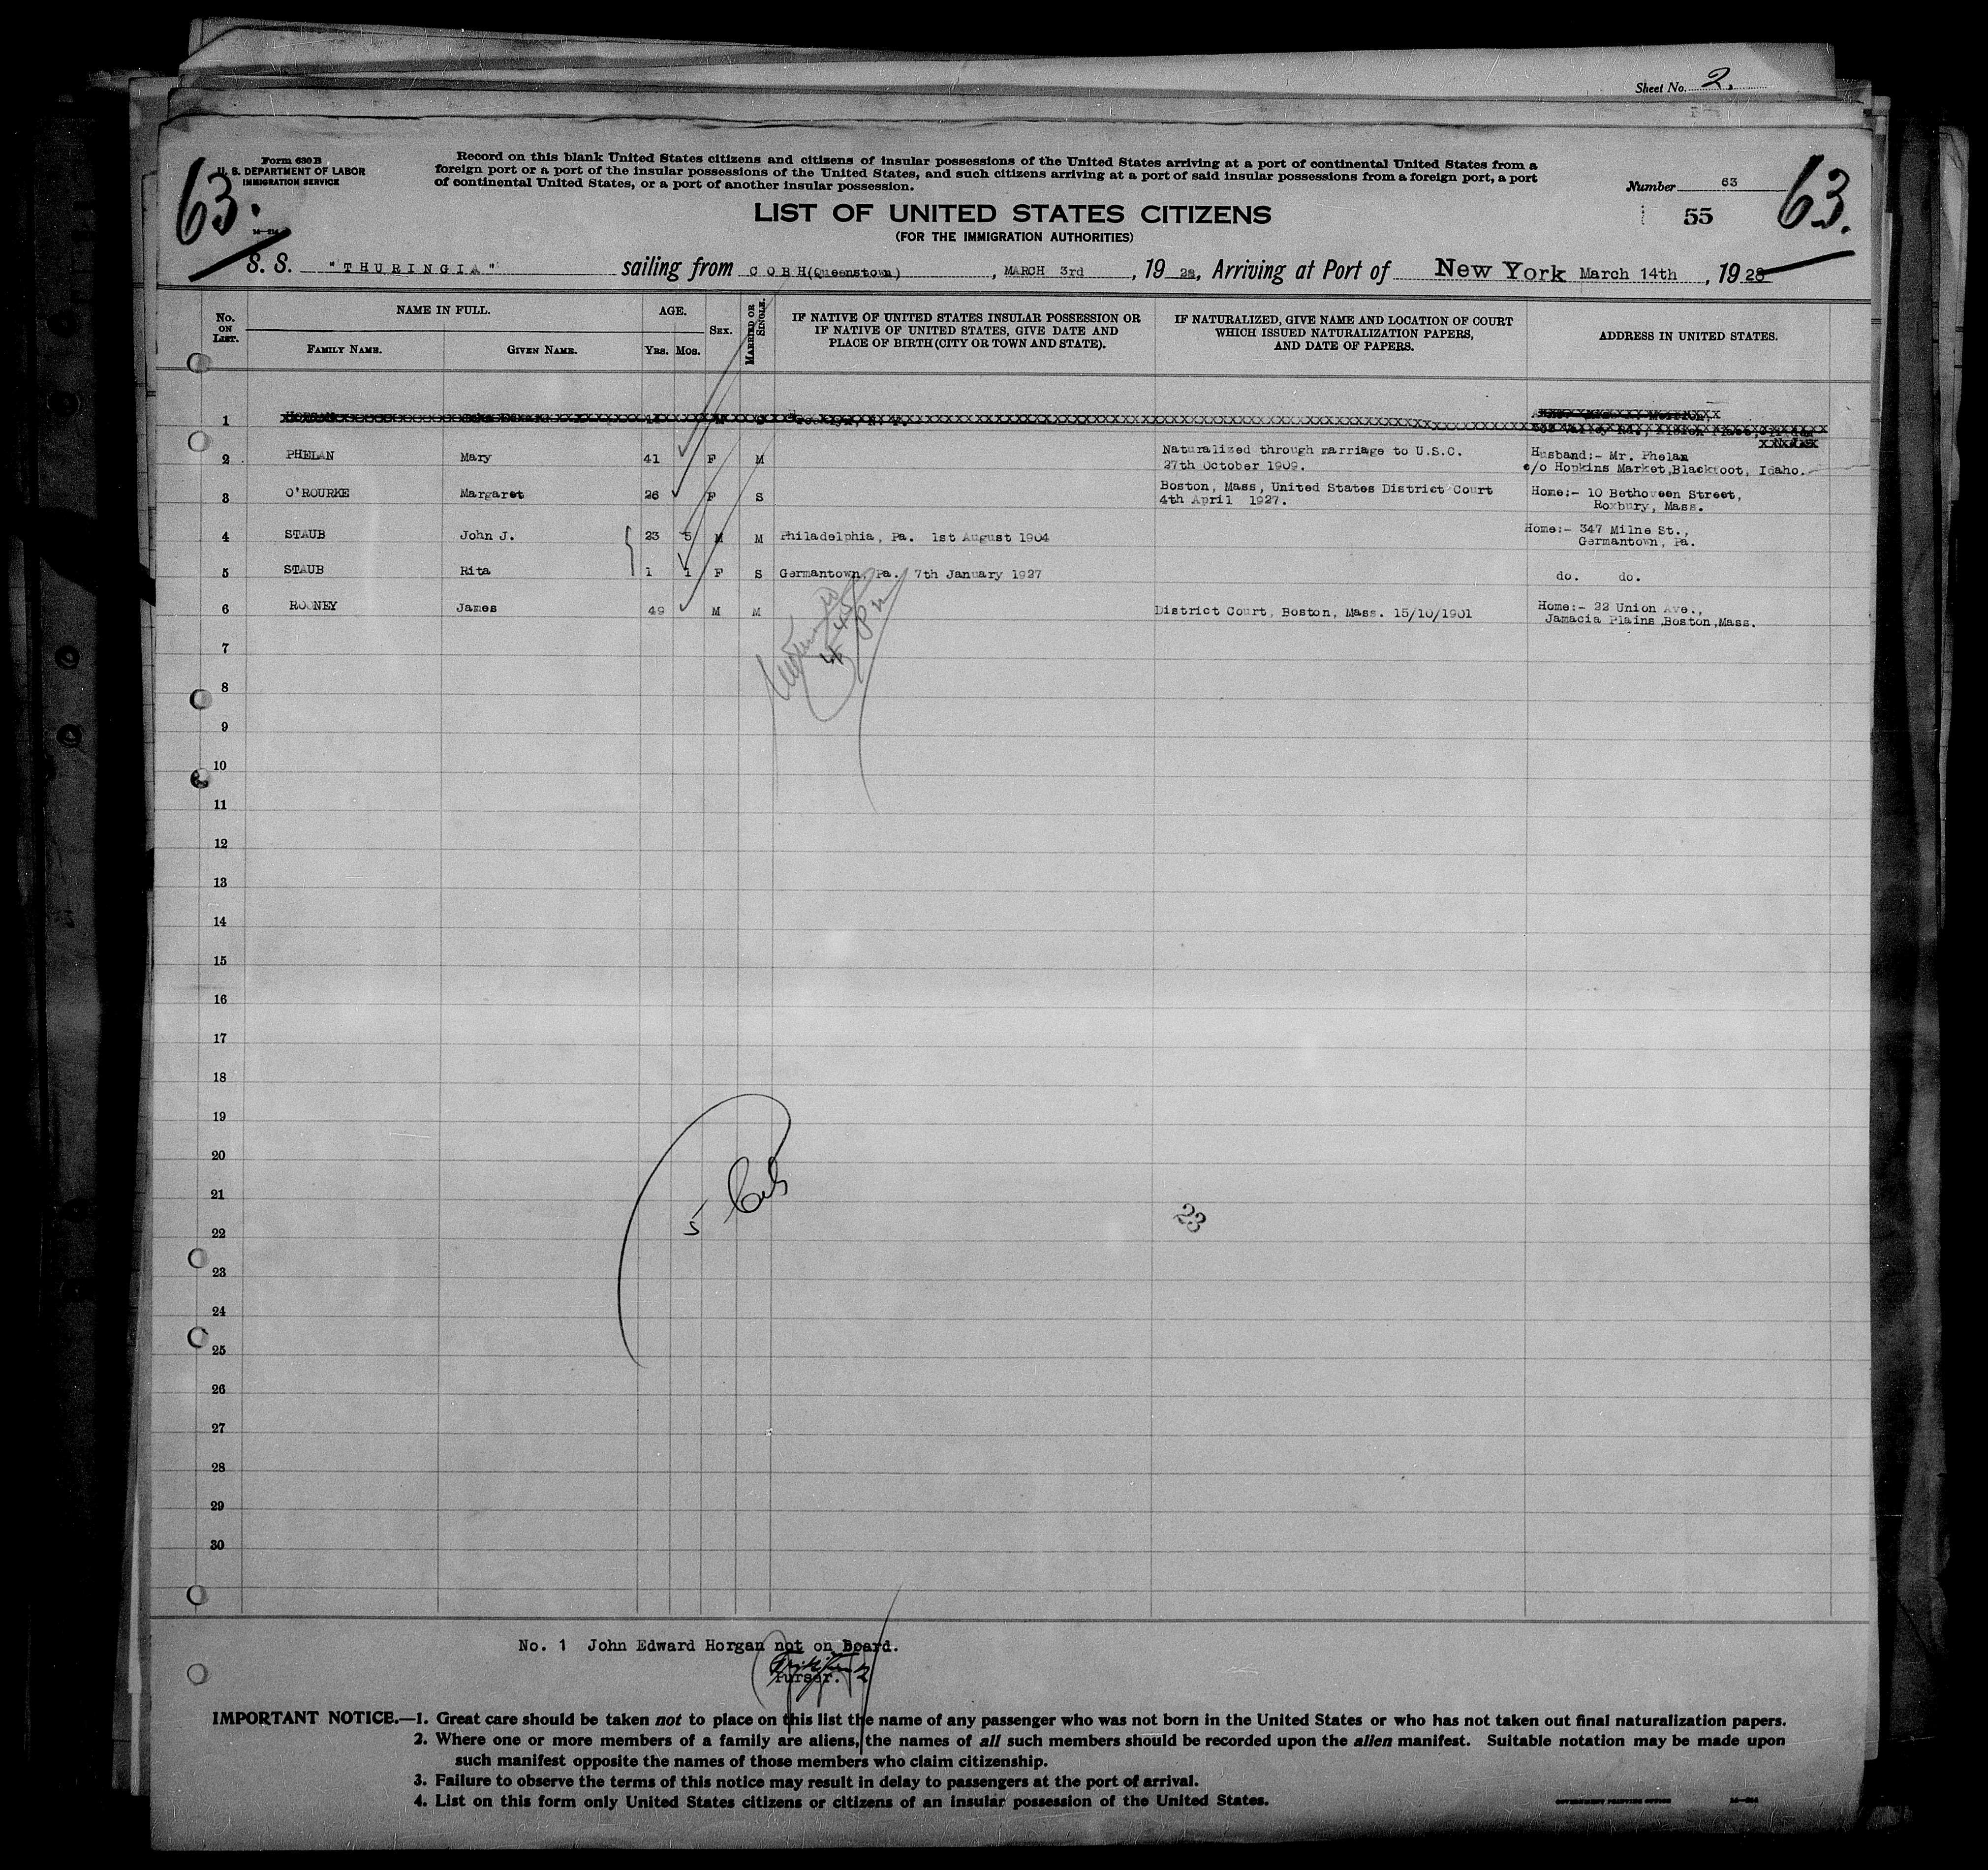 Sheet No. 2.
Form 630 B
U. S. DEPARTMENT OF LABOR
IMMIGRATION SERVICE
63.
Record on this blank United States citizens and citizens of insular possessions of the United States arriving at a port of continental United States from a
foreign port or a port of the insular possessions of the United States, and such citizens arriving at a port of said insular possessions from a foreign port, a port
of continental United States, or a port of another insular possession.
Number 63
55
63.
LIST OF UNITED STATES CITIZENS
(FOR THE IMMIGRATION AUTHORITIES)
S. S. "THURINGIA" sailing from COBH(Queenstown), MARCH 3rd, 1928, Arriving at Port of New York March 14th, 1928
No. ON LIST.
NAME IN FULL.
FAMILY NAME.
GIVEN NAME.
AGE.
Yrs. Mos.
SEX.
MARRIED OR SINGLE.
IF NATIVE OF UNITED STATES INSULAR POSSESSION OR
IF NATIVE OF UNITED STATES, GIVE DATE AND
PLACE OF BIRTH (CITY OR TOWN AND STATE).
IF NATURALIZED, GIVE NAME AND LOCATION OF COURT
WHICH ISSUED NATURALIZATION PAPERS,
AND DATE OF PAPERS.
ADDRESS IN UNITED STATES.
1
2 PHELAN Mary 41 F M Naturalized through marriage to U.S.C. Husband:- Mr. Phelan
27th October 1909. c/o Hopkins Market,Blackfoot, Idaho.
3 O'ROURKE Margaret 26 F S Boston, Mass, United States District Court Home:- 10 Bethoveen Street,
4th April 1927. Roxbury, Mass.
4 STAUB John J. 23 5 M M Philadelphia, Pa. 1st August 1904 Home:- 347 Milne St.,
Germantown, Pa.
5 STAUB Rita 1 1 F S Germantown, Pa. 7th January 1927 do. do.
6 ROONEY James 49 M M District Court, Boston, Mass. 15/10/1901 Home:- 22 Union Ave.,
Jamacia Plains Boston,Mass.
7
8
9
10
11
12
13
14
15
16
17
18
19
20
21
22
5
23
23
24
25
26
27
28
29
30
No. 1 John Edward Horgan not on Board.
Purser.
IMPORTANT NOTICE.—1. Great care should be taken not to place on this list the name of any passenger who was not born in the United States or who has not taken out final naturalization papers.
2. Where one or more members of a family are aliens, the names of all such members should be recorded upon the alien manifest. Suitable notation may be made upon
such manifest opposite the names of those members who claim citizenship.
3. Failure to observe the terms of this notice may result in delay to passengers at the port of arrival.
4. List on this form only United States citizens or citizens of an insular possession of the United States.
GOVERNMENT PRINTING OFFICE